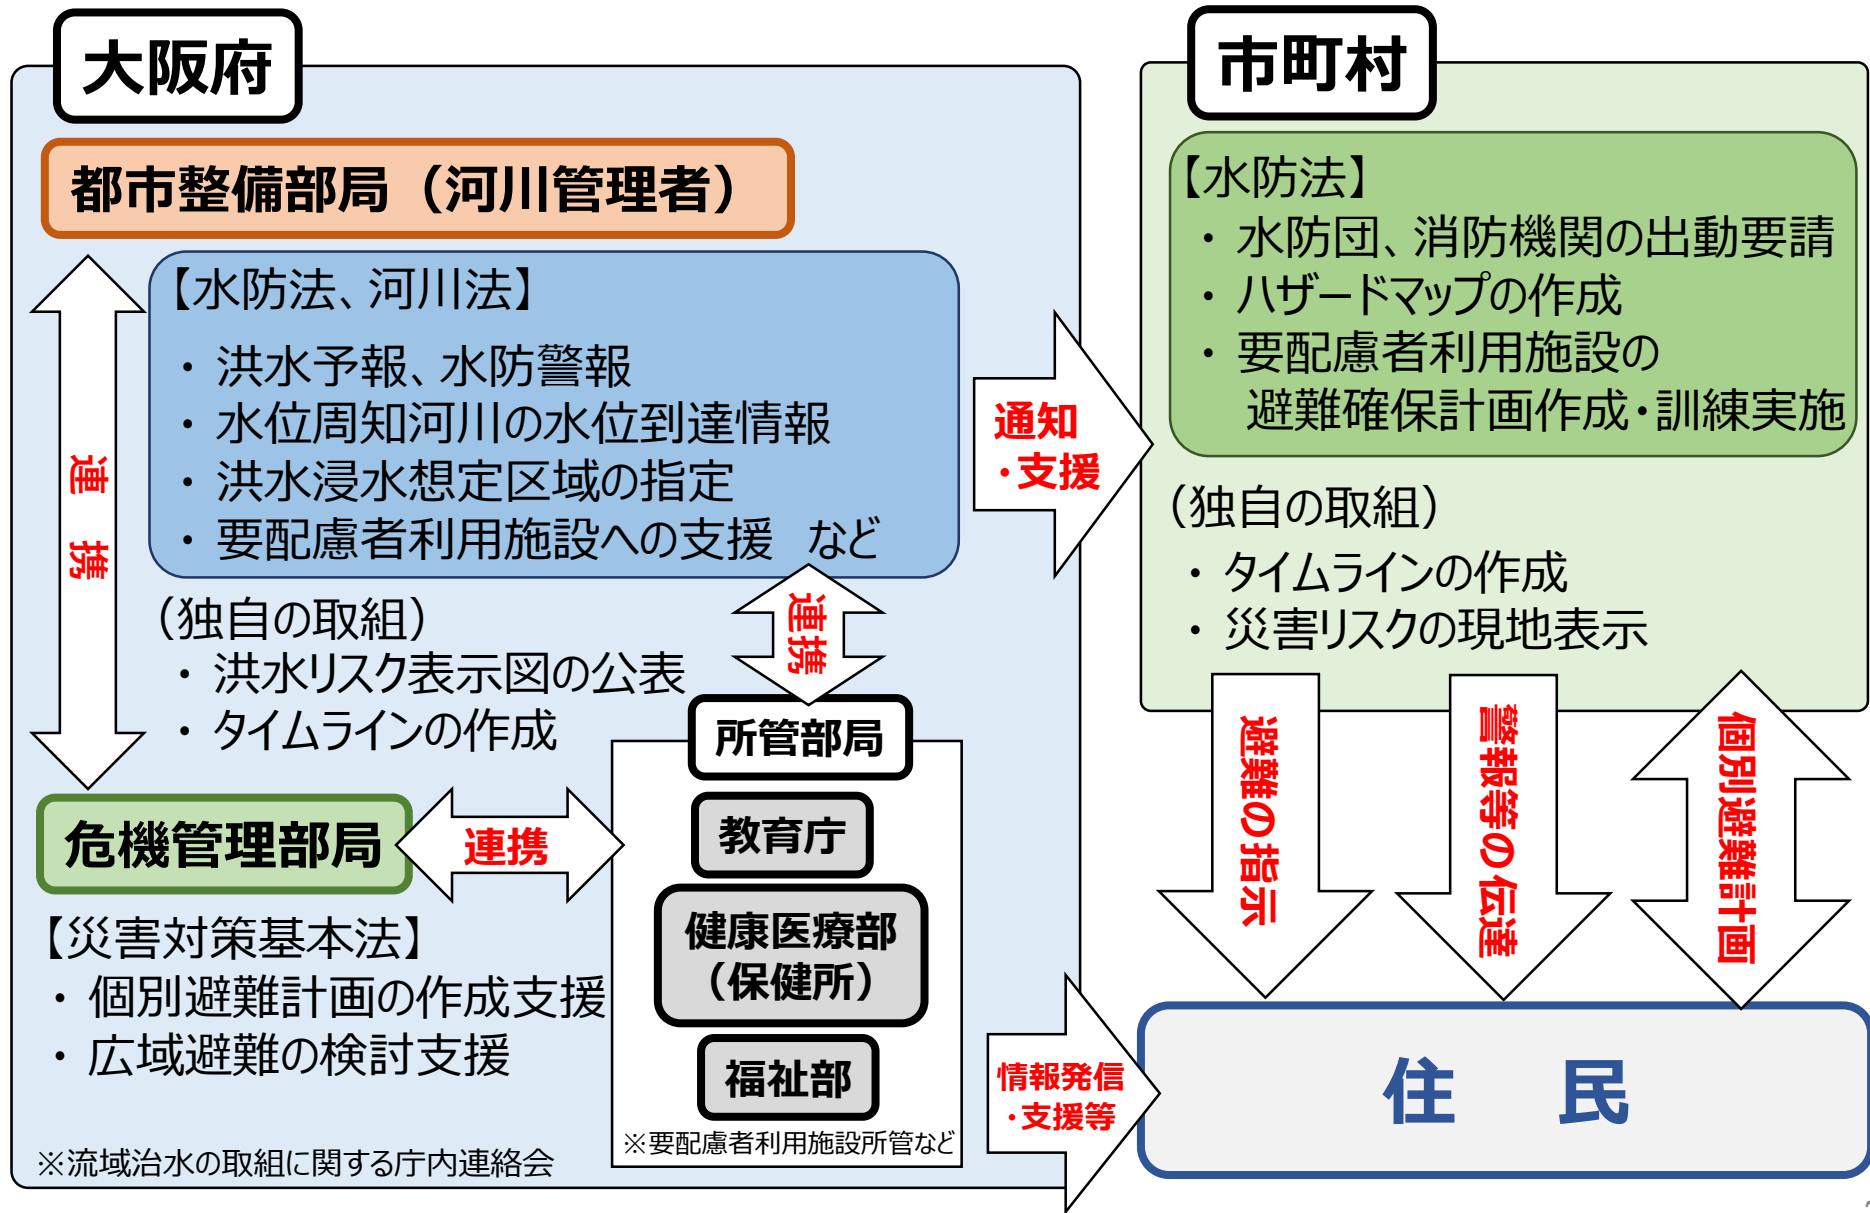 大阪府
都市整備部局（河川管理者）
【水防法、河川法】
・ 洪水予報、水防警報
・ 水位周知河川の水位到達情報
・ 洪水浸水想定区域の指定
・ 要配慮者利用施設への支援　など
（独自の取組）
・ 洪水リスク表示図の公表
・ タイムラインの作成
連　携
連携
危機管理部局
連携
【災害対策基本法】
・ 個別避難計画の作成支援
・ 広域避難の検討支援
※流域治水の取組に関する庁内連絡会
所管部局
教育庁
健康医療部
（保健所）
福祉部
※要配慮者利用施設所管など
通知
・支援
情報発信
・支援等
市町村
【水防法】
・ 水防団、消防機関の出動要請
・ ハザードマップの作成
・ 要配慮者利用施設の
避難確保計画作成・訓練実施
（独自の取組）
・ タイムラインの作成
・ 災害リスクの現地表示
避難の指示
警報等の伝達
個別避難計画
住　民